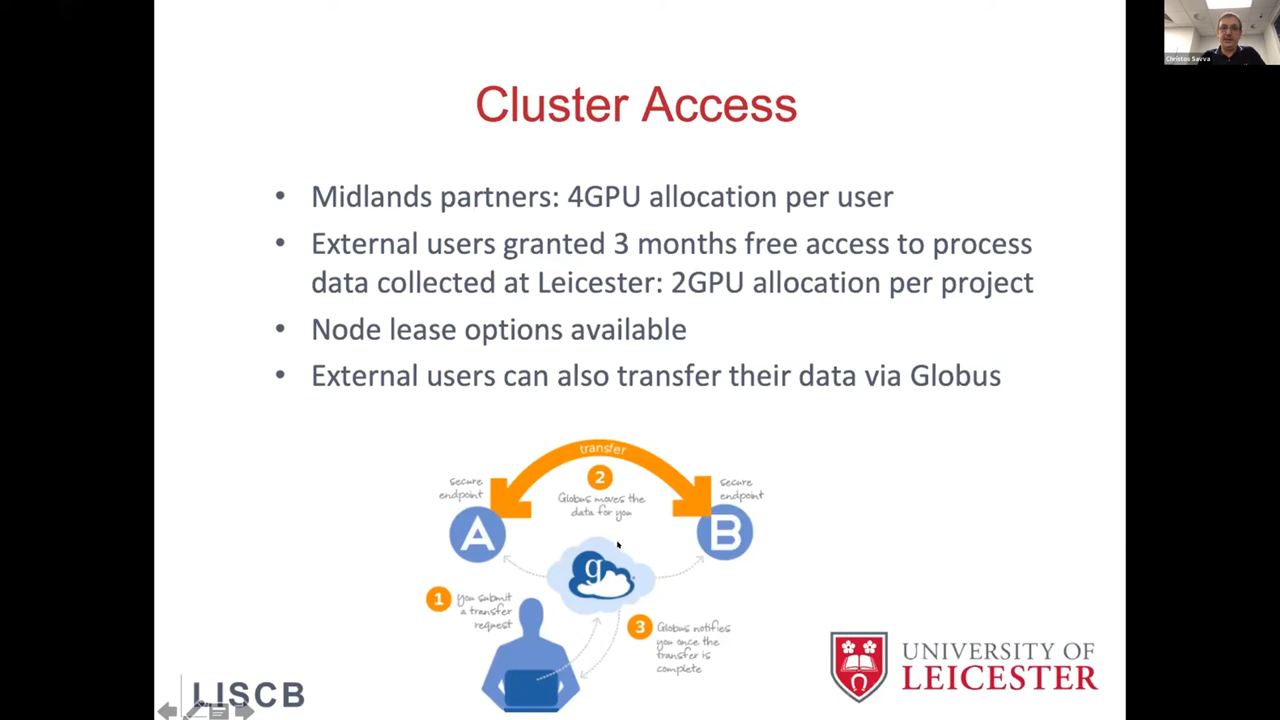 Christos Savva
Cluster Access
• Midlands partners: 4GPU allocation per user
• External users granted 3 months free access to process
data collected at Leicester: 2GPU allocation per project
• Node lease options available
• External users can also transfer their data via Globus
transfer
secure
endpoint
2
secure
endpoint
Globus moves the
data for you
A
B
g
1
you submit
a transfer
request
3
Globus notifies
you once the
transfer is
complete
LISCB
UNIVERSITY OF
LEICESTER